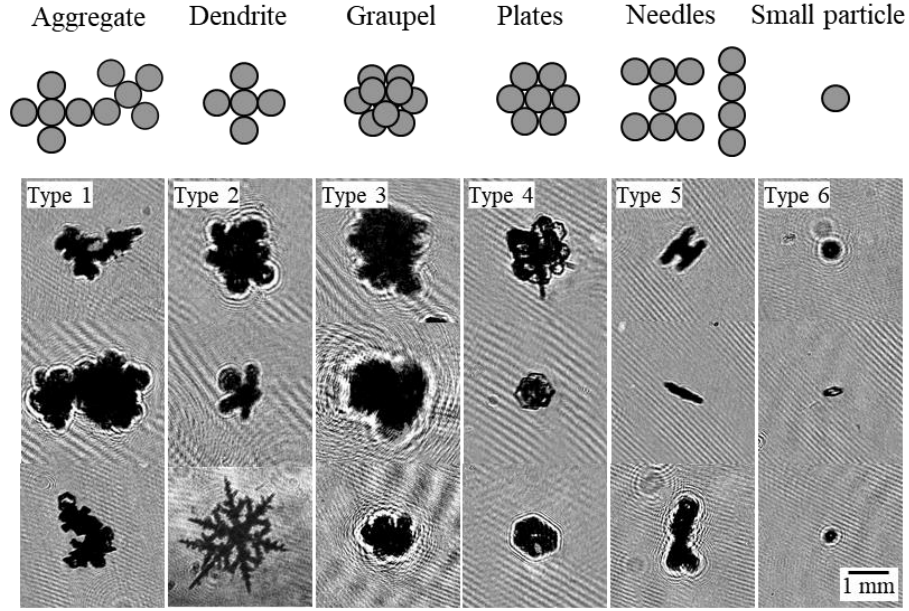 Aggregate Dendrite Graupel Plates Needles Small particle
Type 1 Type 2 Type 3 Type 4 Type 5 Type 6
1 mm